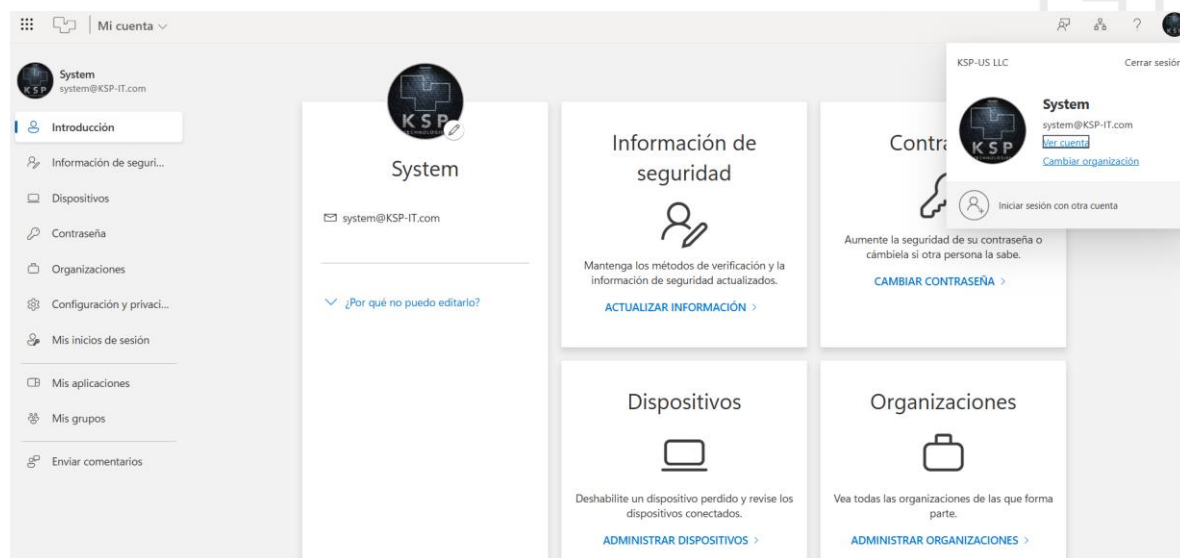 Mi cuenta
System
system@KSP-IT.com
Introducción
Información de seguri...
Dispositivos
Contraseña
Organizaciones
Configuración y privaci...
Mis inicios de sesión
Mis aplicaciones
Mis grupos
Enviar comentarios
KSP
System
system@KSP-IT.com
¿Por qué no puedo editarlo?
Información de
seguridad
Mantenga los métodos de verificación y la
información de seguridad actualizados.
ACTUALIZAR INFORMACIÓN >
Contra
Aumente la seguridad de su contraseña o
cámbiela si otra persona la sabe.
CAMBIAR CONTRASEÑA >
Dispositivos
Deshabilite un dispositivo perdido y revise los
dispositivos conectados.
ADMINISTRAR DISPOSITIVOS >
Organizaciones
Vea todas las organizaciones de las que forma
parte.
ADMINISTRAR ORGANIZACIONES >
KSP-US LLC
Cerrar sesión
KSP
System
system@KSP-IT.com
Ver cuenta
Cambiar organización
Iniciar sesión con otra cuenta